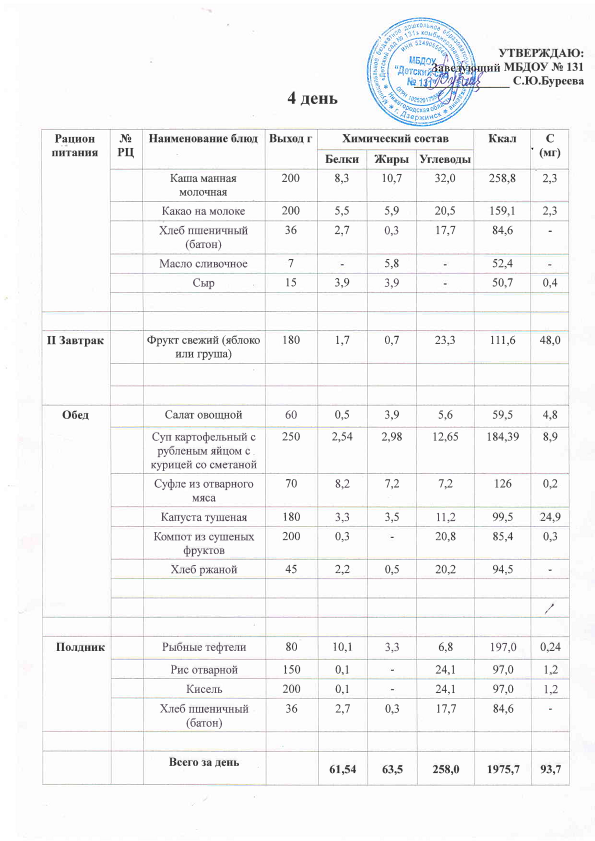 УТВЕРЖДАЮ:
Заведующий МБДОУ № 131
С.Ю.Буреева
МБДОУ
"Детский
№ 131
4 день
Рацион питания № РЦ Наименование блюд Выход г Химический состав Ккал С (мг)
Белки Жиры Углеводы
Каша манная молочная 200 8,3 10,7 32,0 258,8 2,3
Какао на молоке 200 5,5 5,9 20,5 159,1 2,3
Хлеб пшеничный (батон) 36 2,7 0,3 17,7 84,6 -
Масло сливочное 7 - 5,8 - 52,4 -
Сыр 15 3,9 3,9 - 50,7 0,4
II Завтрак Фрукт свежий (яблоко или груша) 180 1,7 0,7 23,3 111,6 48,0
Обед Салат овощной 60 0,5 3,9 5,6 59,5 4,8
Суп картофельный с рубленым яйцом с курицей со сметаной 250 2,54 2,98 12,65 184,39 8,9
Суфле из отварного мяса 70 8,2 7,2 7,2 126 0,2
Капуста тушеная 180 3,3 3,5 11,2 99,5 24,9
Компот из сушеных фруктов 200 0,3 - 20,8 85,4 0,3
Хлеб ржаной 45 2,2 0,5 20,2 94,5 -
Полдник Рыбные тефтели 80 10,1 3,3 6,8 197,0 0,24
Рис отварной 150 0,1 - 24,1 97,0 1,2
Кисель 200 0,1 - 24,1 97,0 1,2
Хлеб пшеничный (батон) 36 2,7 0,3 17,7 84,6 -
Всего за день 61,54 63,5 258,0 1975,7 93,7